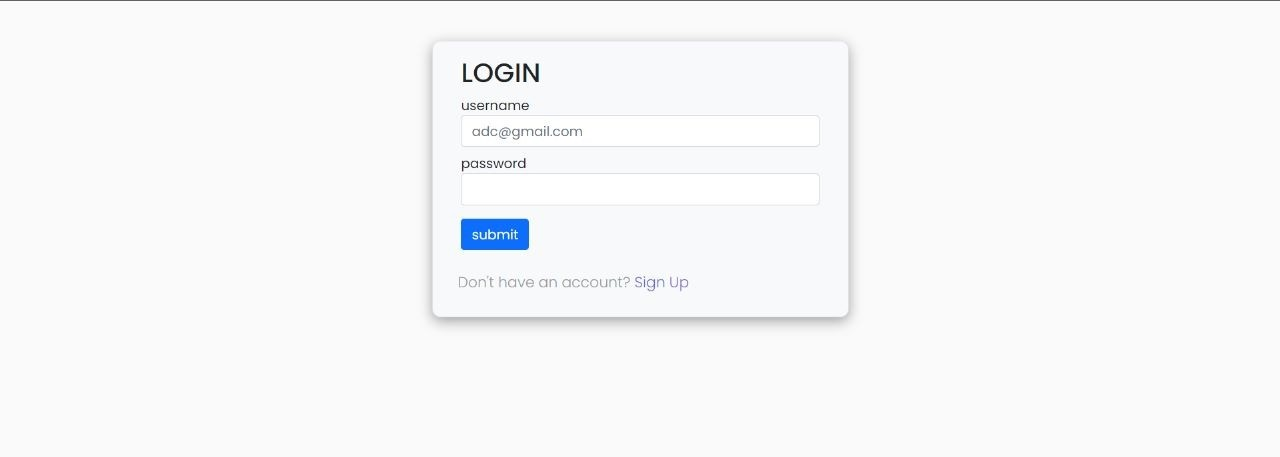 LOGIN
username
adc@gmail.com
password
submit
Don't have an account? Sign Up